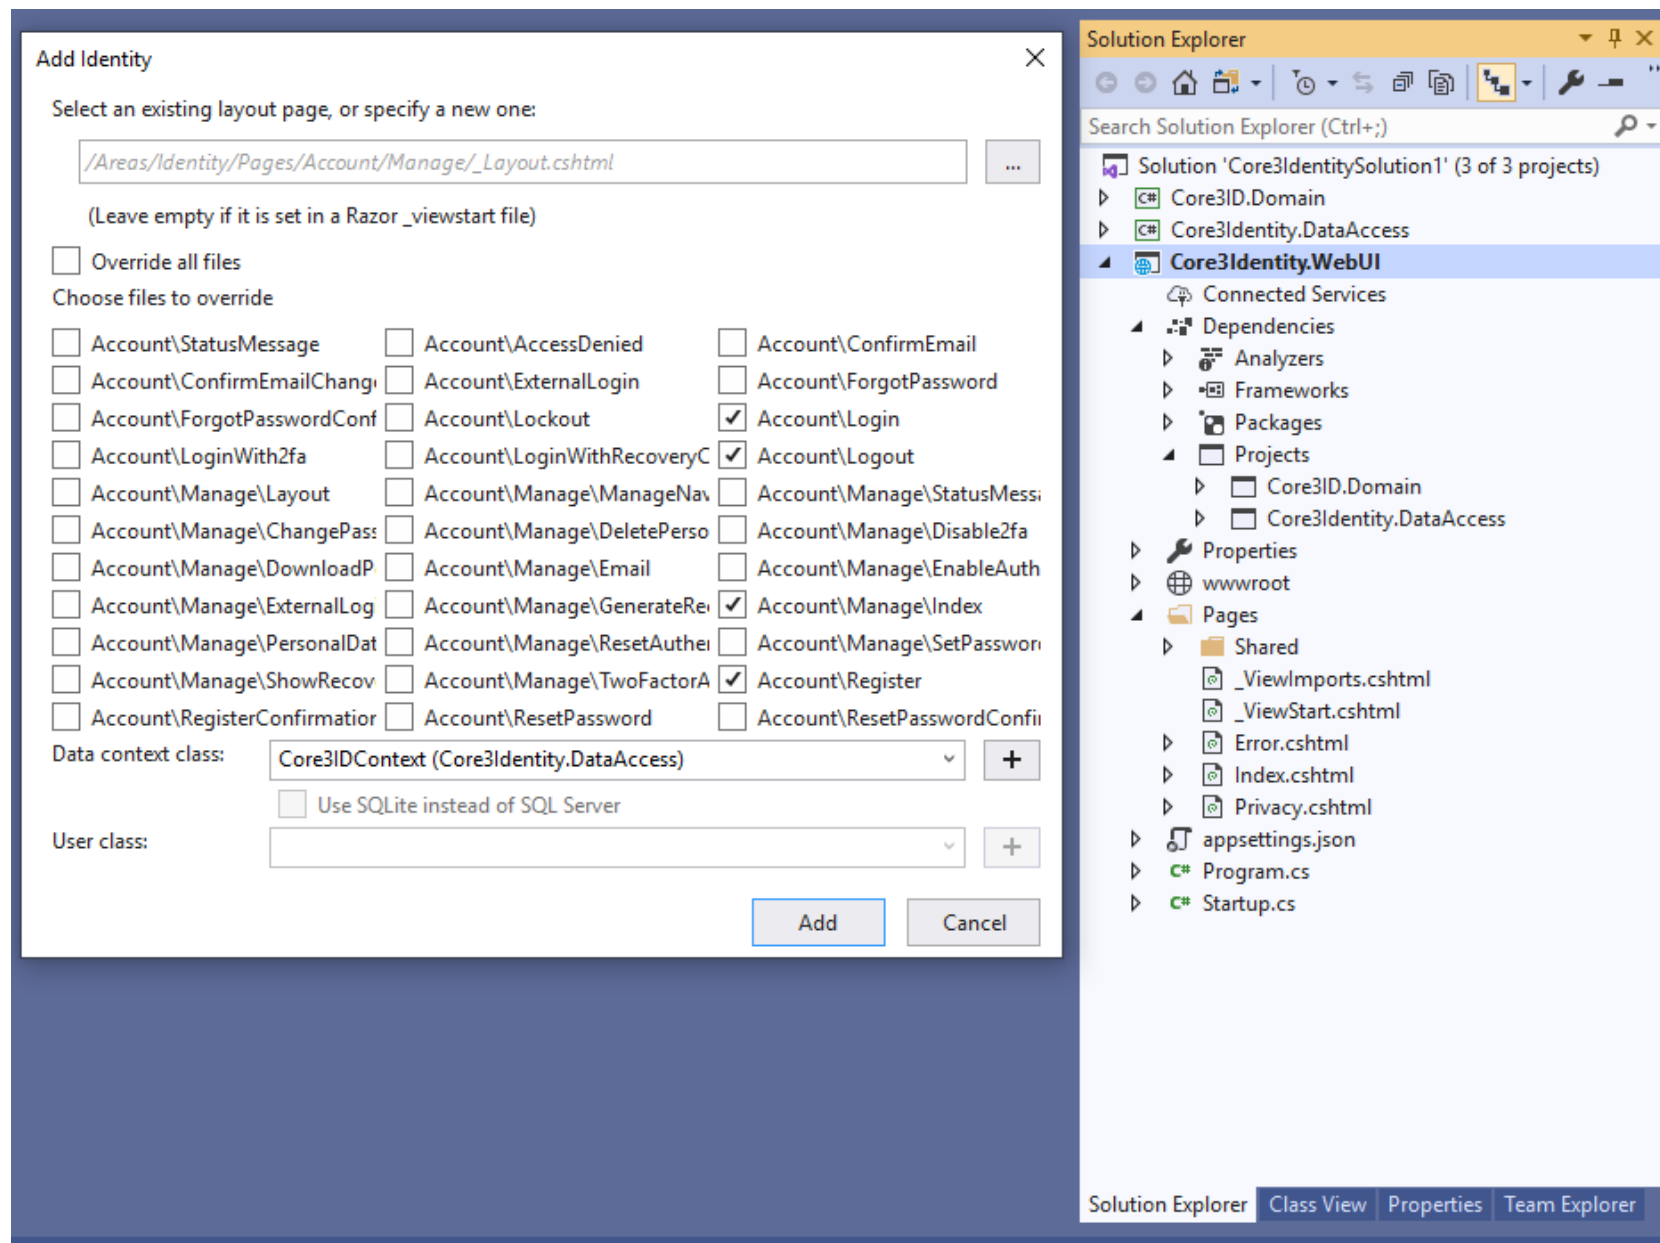 Add Identity
Select an existing layout page, or specify a new one:
/Areas/Identity/Pages/Account/Manage/_Layout.cshtml
...
(Leave empty if it is set in a Razor _viewstart file)
Override all files
Choose files to override
Account\StatusMessage Account\AccessDenied Account\ConfirmEmail
Account\ConfirmEmailChang Account\ExternalLogin Account\ForgotPassword
Account\ForgotPasswordConf Account\Lockout Account\Login
Account\LoginWith2fa Account\LoginWithRecoveryC Account\Logout
Account\Manage\Layout Account\Manage\ManageNav Account\Manage\StatusMessa
Account\Manage\ChangePass Account\Manage\DeletePerso Account\Manage\Disable2fa
Account\Manage\DownloadP Account\Manage\Email Account\Manage\EnableAuth
Account\Manage\ExternalLog Account\Manage\GenerateRe Account\Manage\Index
Account\Manage\PersonalDat Account\Manage\ResetAuthe Account\Manage\SetPassword
Account\Manage\ShowRecov Account\Manage\TwoFactorA Account\Register
Account\RegisterConfirmation Account\ResetPassword Account\ResetPasswordConfi
Data context class: Core3IDContext (Core3Identity.DataAccess)
Use SQLite instead of SQL Server
User class:
Add Cancel
Solution Explorer
Search Solution Explorer (Ctrl+;)
Solution 'Core3IdentitySolution1' (3 of 3 projects)
C# Core3ID.Domain
C# Core3Identity.DataAccess
Core3Identity.WebUI
Connected Services
Dependencies
Analyzers
Frameworks
Packages
Projects
Core3ID.Domain
Core3Identity.DataAccess
Properties
wwwroot
Pages
Shared
_ViewImports.cshtml
_ViewStart.cshtml
Error.cshtml
Index.cshtml
Privacy.cshtml
appsettings.json
C# Program.cs
C# Startup.cs
Solution Explorer Class View Properties Team Explorer